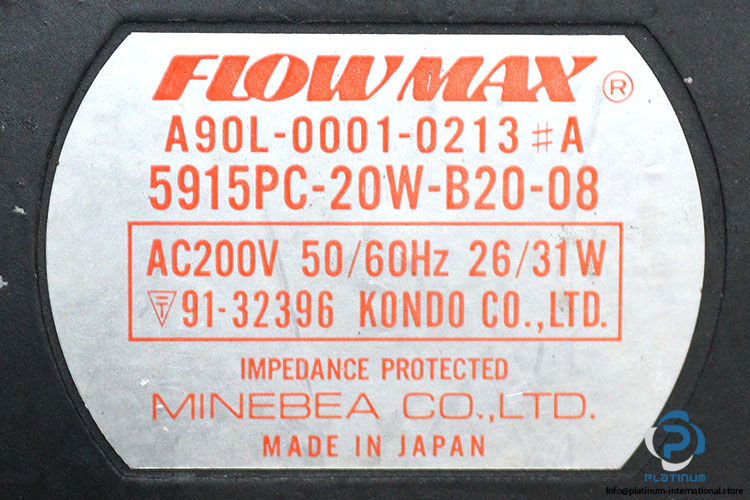 FLOWMAX ®
A90L-0001-0213 #A
5915PC-20W-B20-08
AC200V 50/60Hz 26/31W
T 91-32396 KONDO CO.,LTD.
IMPEDANCE PROTECTED
MINEBEA CO.,LTD.
MADE IN JAPAN
PLATINUM
Info@platinum-international.store